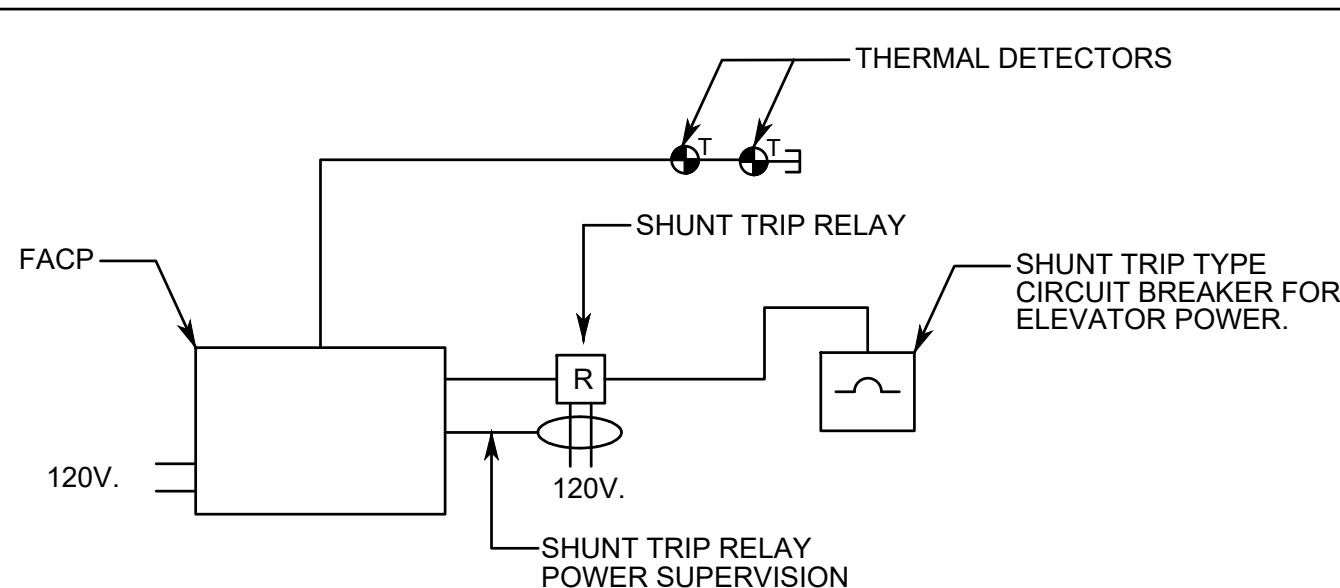 THERMAL DETECTORS
T
T
SHUNT TRIP RELAY
FACP
SHUNT TRIP TYPE
CIRCUIT BREAKER FOR
ELEVATOR POWER.
R
120V.
120V.
SHUNT TRIP RELAY
POWER SUPERVISION